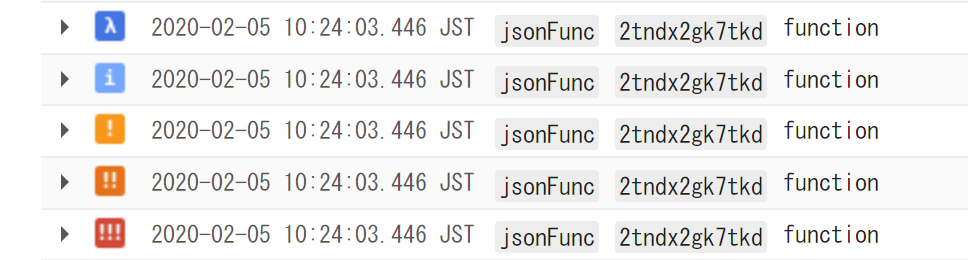 λ 2020-02-05 10:24:03.446 JST jsonFunc 2tndx2gk7tkd function
i 2020-02-05 10:24:03.446 JST jsonFunc 2tndx2gk7tkd function
! 2020-02-05 10:24:03.446 JST jsonFunc 2tndx2gk7tkd function
!! 2020-02-05 10:24:03.446 JST jsonFunc 2tndx2gk7tkd function
!!! 2020-02-05 10:24:03.446 JST jsonFunc 2tndx2gk7tkd function